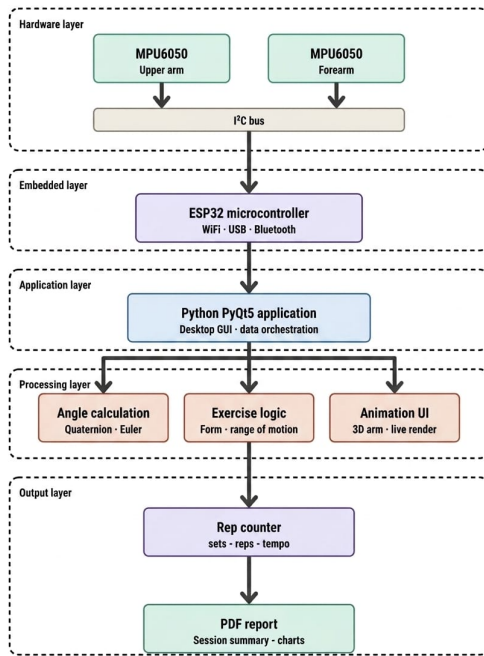 Hardware layer
MPU6050
Upper arm
MPU6050
Forearm
I²C bus
Embedded layer
ESP32 microcontroller
WiFi · USB · Bluetooth
Application layer
Python PyQt5 application
Desktop GUI · data orchestration
Processing layer
Angle calculation
Quaternion · Euler
Exercise logic
Form · range of motion
Animation UI
3D arm · live render
Output layer
Rep counter
sets - reps - tempo
PDF report
Session summary - charts